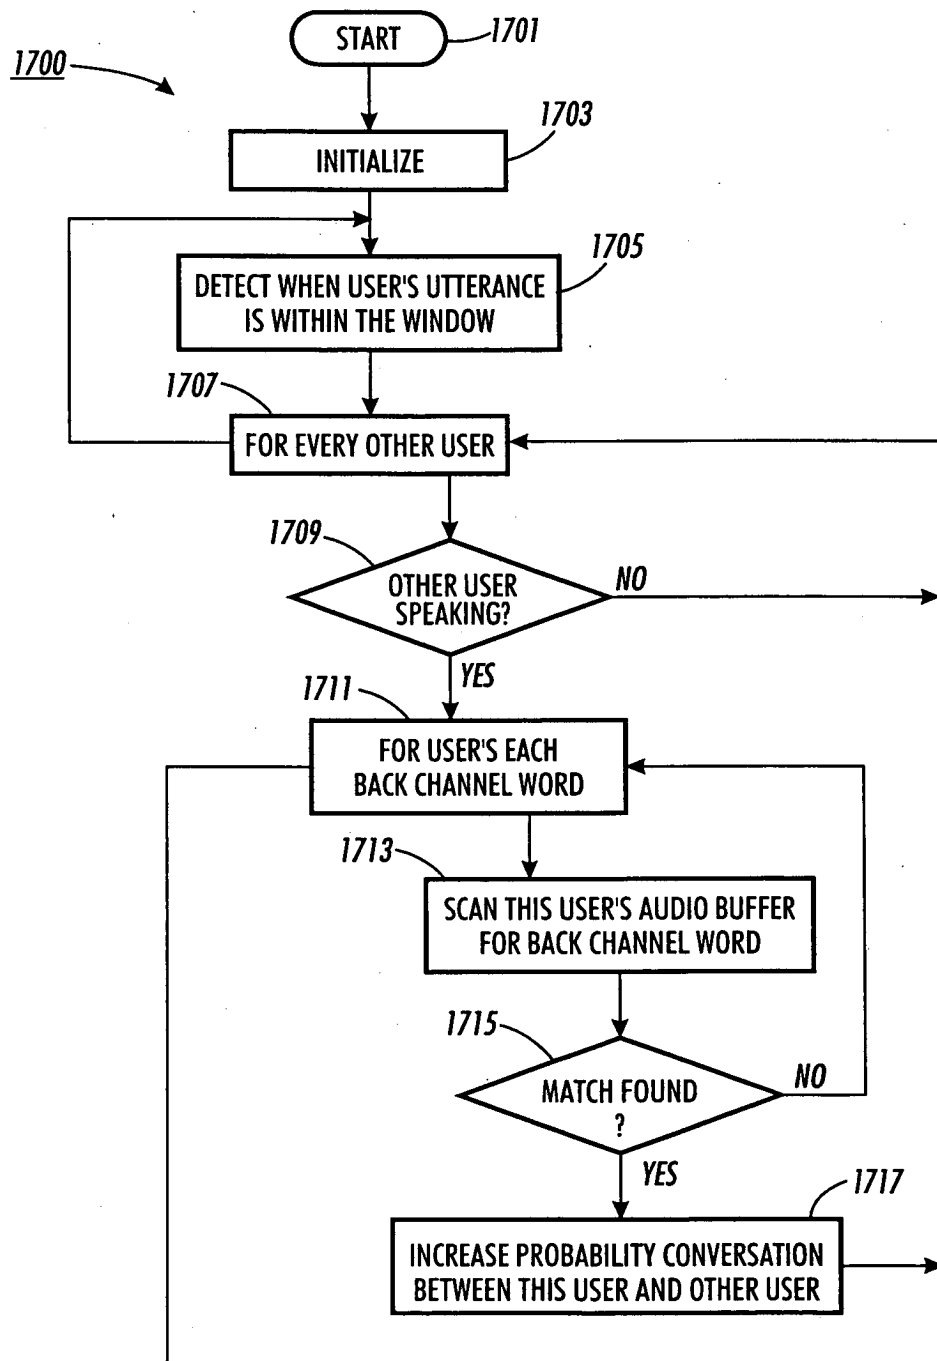 START
1701
1700
1703
INITIALIZE
1705
DETECT WHEN USER'S UTTERANCE
IS WITHIN THE WINDOW
1707
FOR EVERY OTHER USER
1709
OTHER USER
SPEAKING?
NO
YES
1711
FOR USER'S EACH
BACK CHANNEL WORD
1713
SCAN THIS USER'S AUDIO BUFFER
FOR BACK CHANNEL WORD
1715
MATCH FOUND
?
NO
YES
1717
INCREASE PROBABILITY CONVERSATION
BETWEEN THIS USER AND OTHER USER